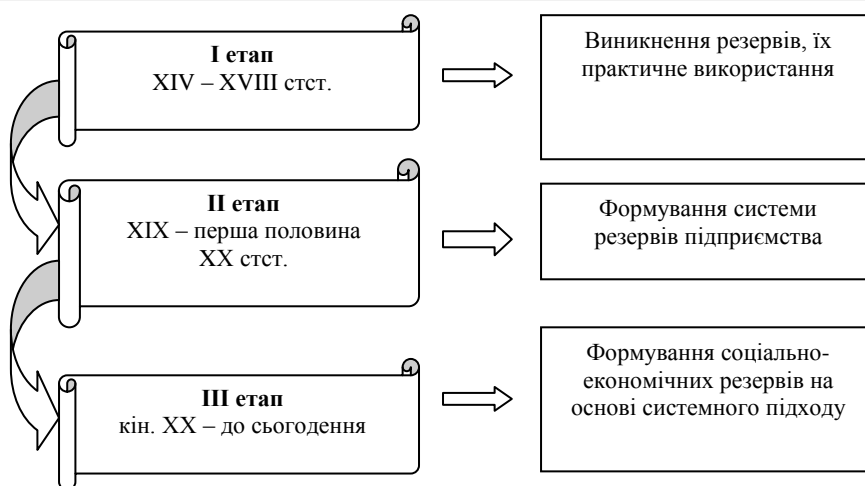 I етап
XIV – XVIII стст.
Виникнення резервів, їх
практичне використання
II етап
XIX – перша половина
XX стст.
Формування системи
резервів підприємства
III етап
кін. XX – до сьогодення
Формування соціально-
економічних резервів на
основі системного підходу